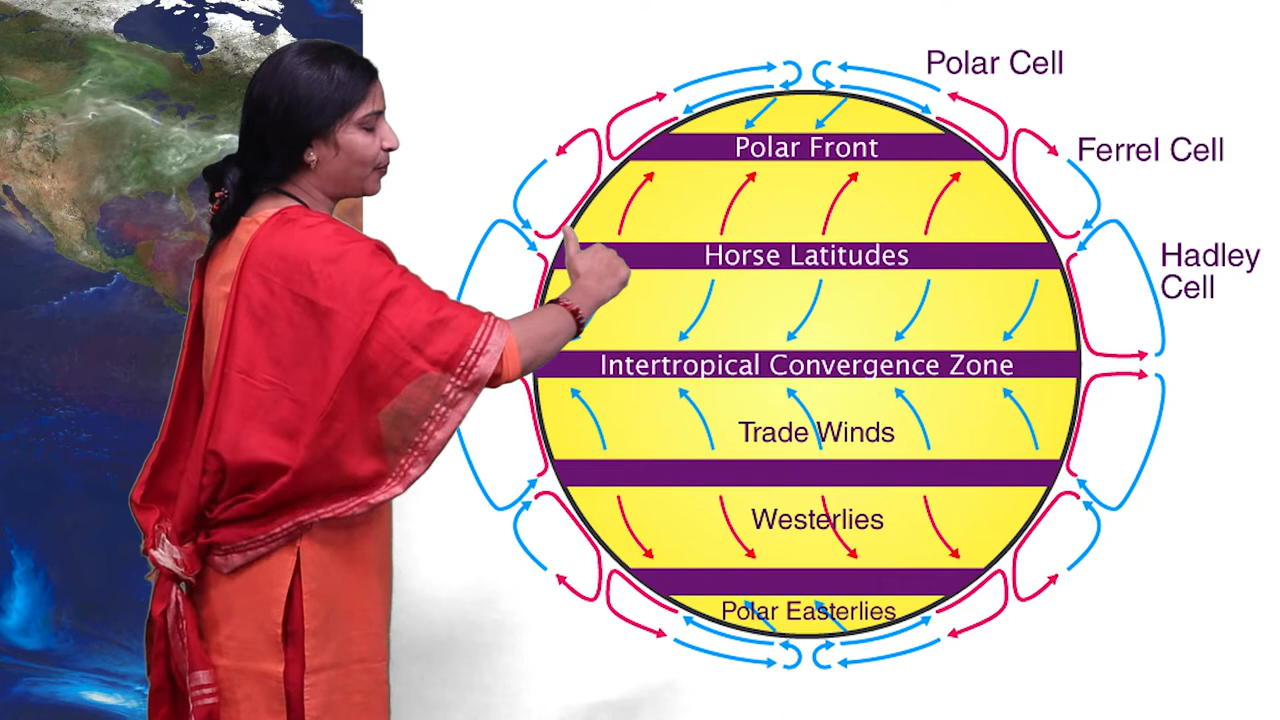 Polar Cell
Polar Front
Ferrel Cell
Horse Latitudes
Hadley
Cell
Intertropical Convergence Zone
Trade Winds
Westerlies
Polar Easterlies